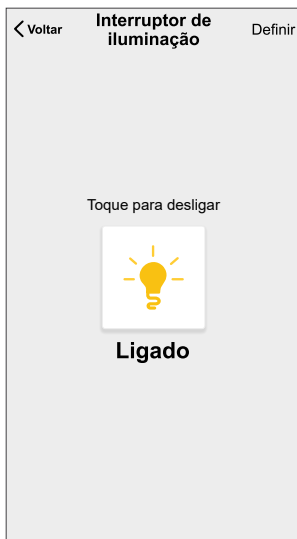 Voltar
Interruptor de
iluminação
Definir
Toque para desligar
Ligado